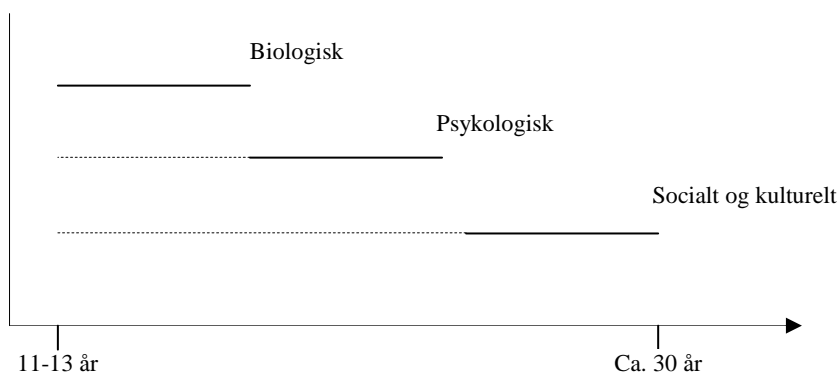 Biologisk
Psykologisk
Socialt og kulturelt
11-13 år
Ca. 30 år